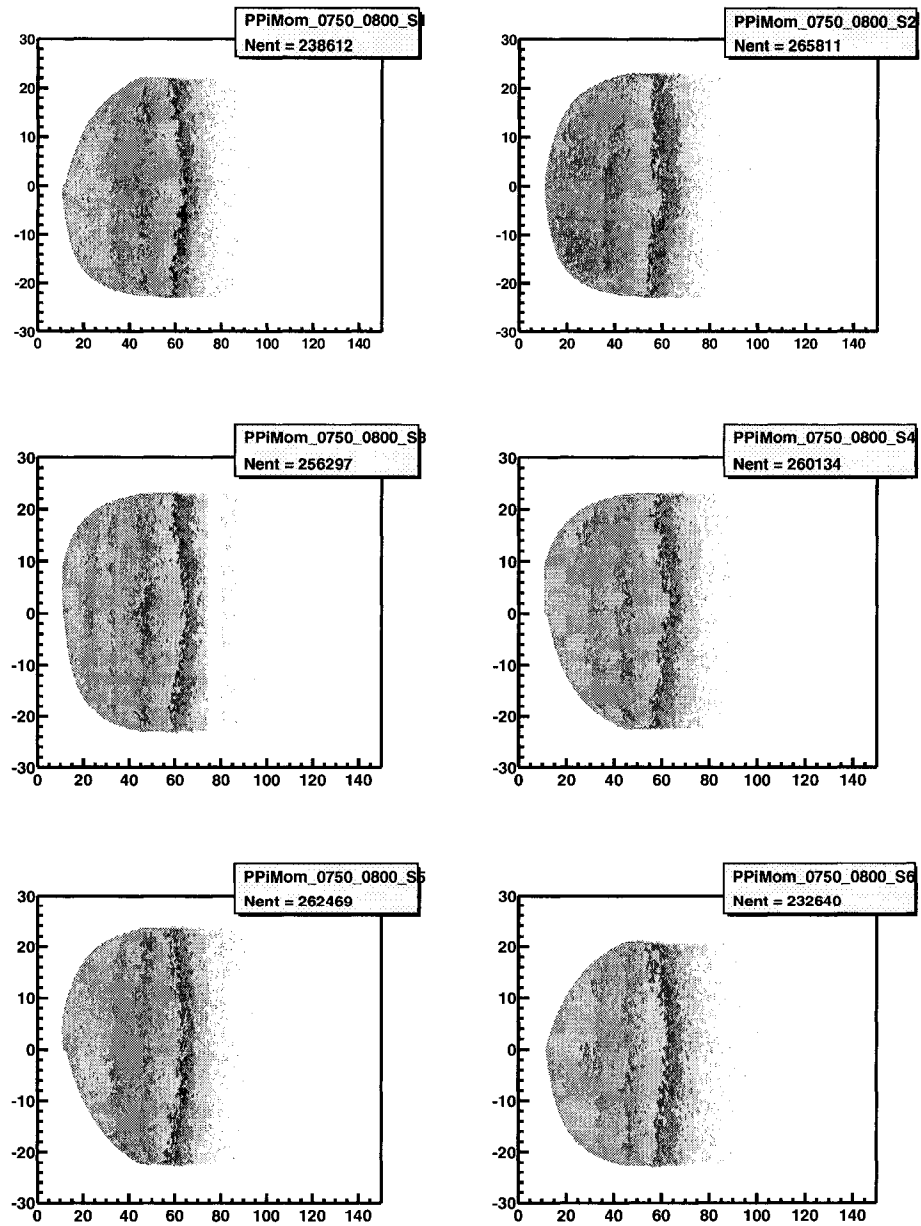 PPiMom_0750_0800_S1
Nent = 238612
30
20
10
0
-10
-20
-30
0 20 40 60 80 100 120 140
PPiMom_0750_0800_S2
Nent = 265811
30
20
10
0
-10
-20
-30
0 20 40 60 80 100 120 140
PPiMom_0750_0800_S3
Nent = 256297
30
20
10
0
-10
-20
-30
0 20 40 60 80 100 120 140
PPiMom_0750_0800_S4
Nent = 260134
30
20
10
0
-10
-20
-30
0 20 40 60 80 100 120 140
PPiMom_0750_0800_S5
Nent = 262469
30
20
10
0
-10
-20
-30
0 20 40 60 80 100 120 140
PPiMom_0750_0800_S6
Nent = 232640
30
20
10
0
-10
-20
-30
0 20 40 60 80 100 120 140